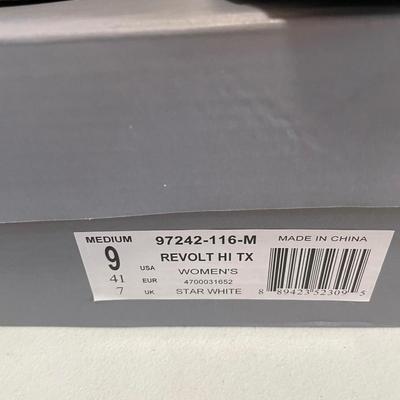 MEDIUM 97242-116-M MADE IN CHINA
9 USA REVOLT HI TX
WOMEN'S
41 EUR 4700031652
7 UK STAR WHITE 8 89423 52309 5